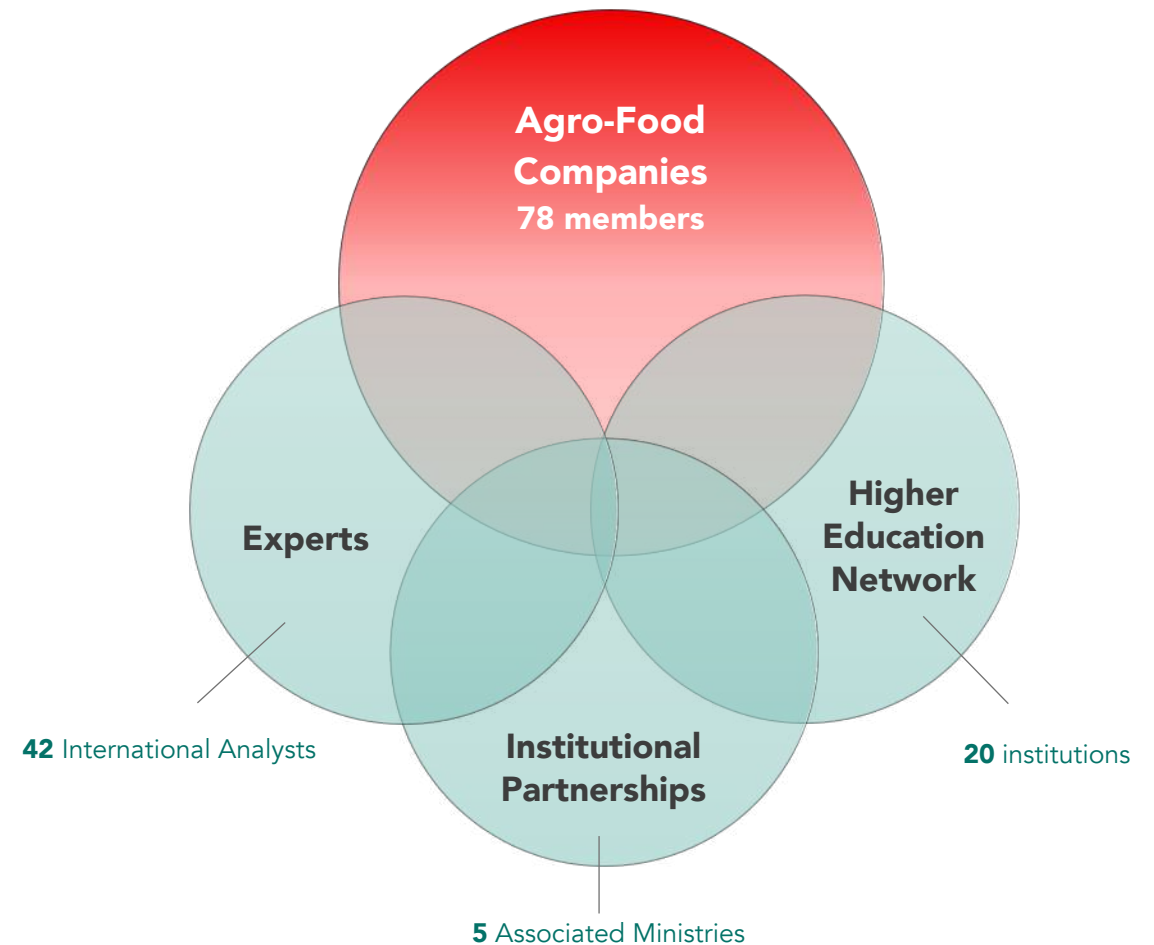 Agro-Food
Companies
78 members
Experts
Higher
Education
Network
42 International Analysts
Institutional
Partnerships
20 institutions
5 Associated Ministries